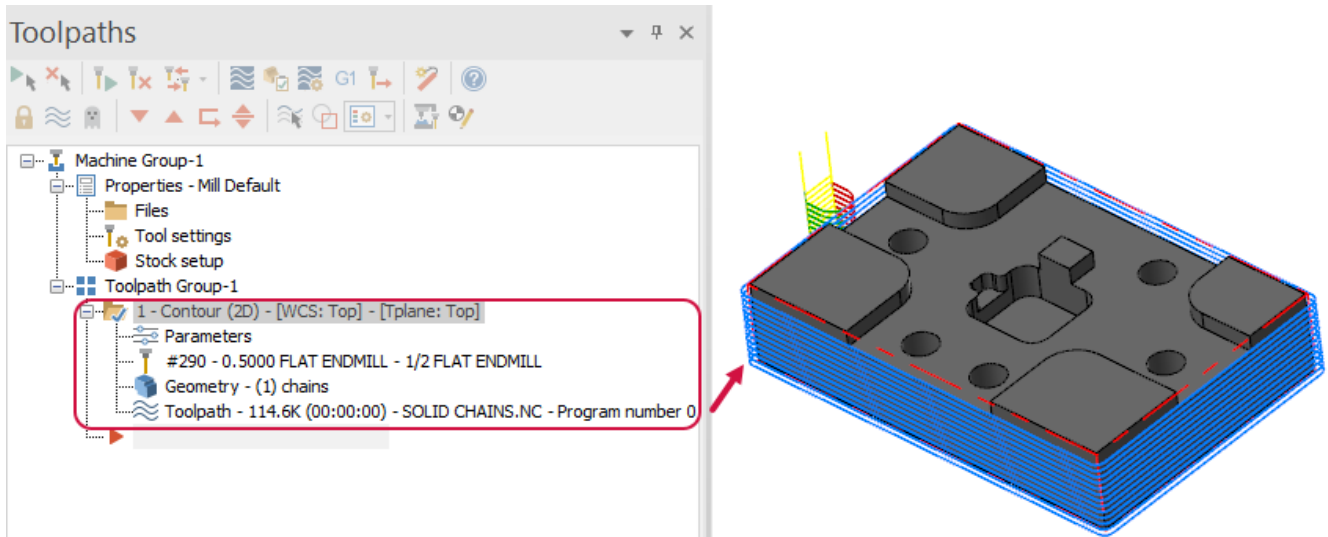 Toolpaths
G1
Machine Group-1
Properties - Mill Default
Files
Tool settings
Stock setup
Toolpath Group-1
1 - Contour (2D) - [WCS: Top] - [Tplane: Top]
Parameters
#290 - 0.5000 FLAT ENDMILL - 1/2 FLAT ENDMILL
Geometry - (1) chains
Toolpath - 114.6K (00:00:00) - SOLID CHAINS.NC - Program number 0